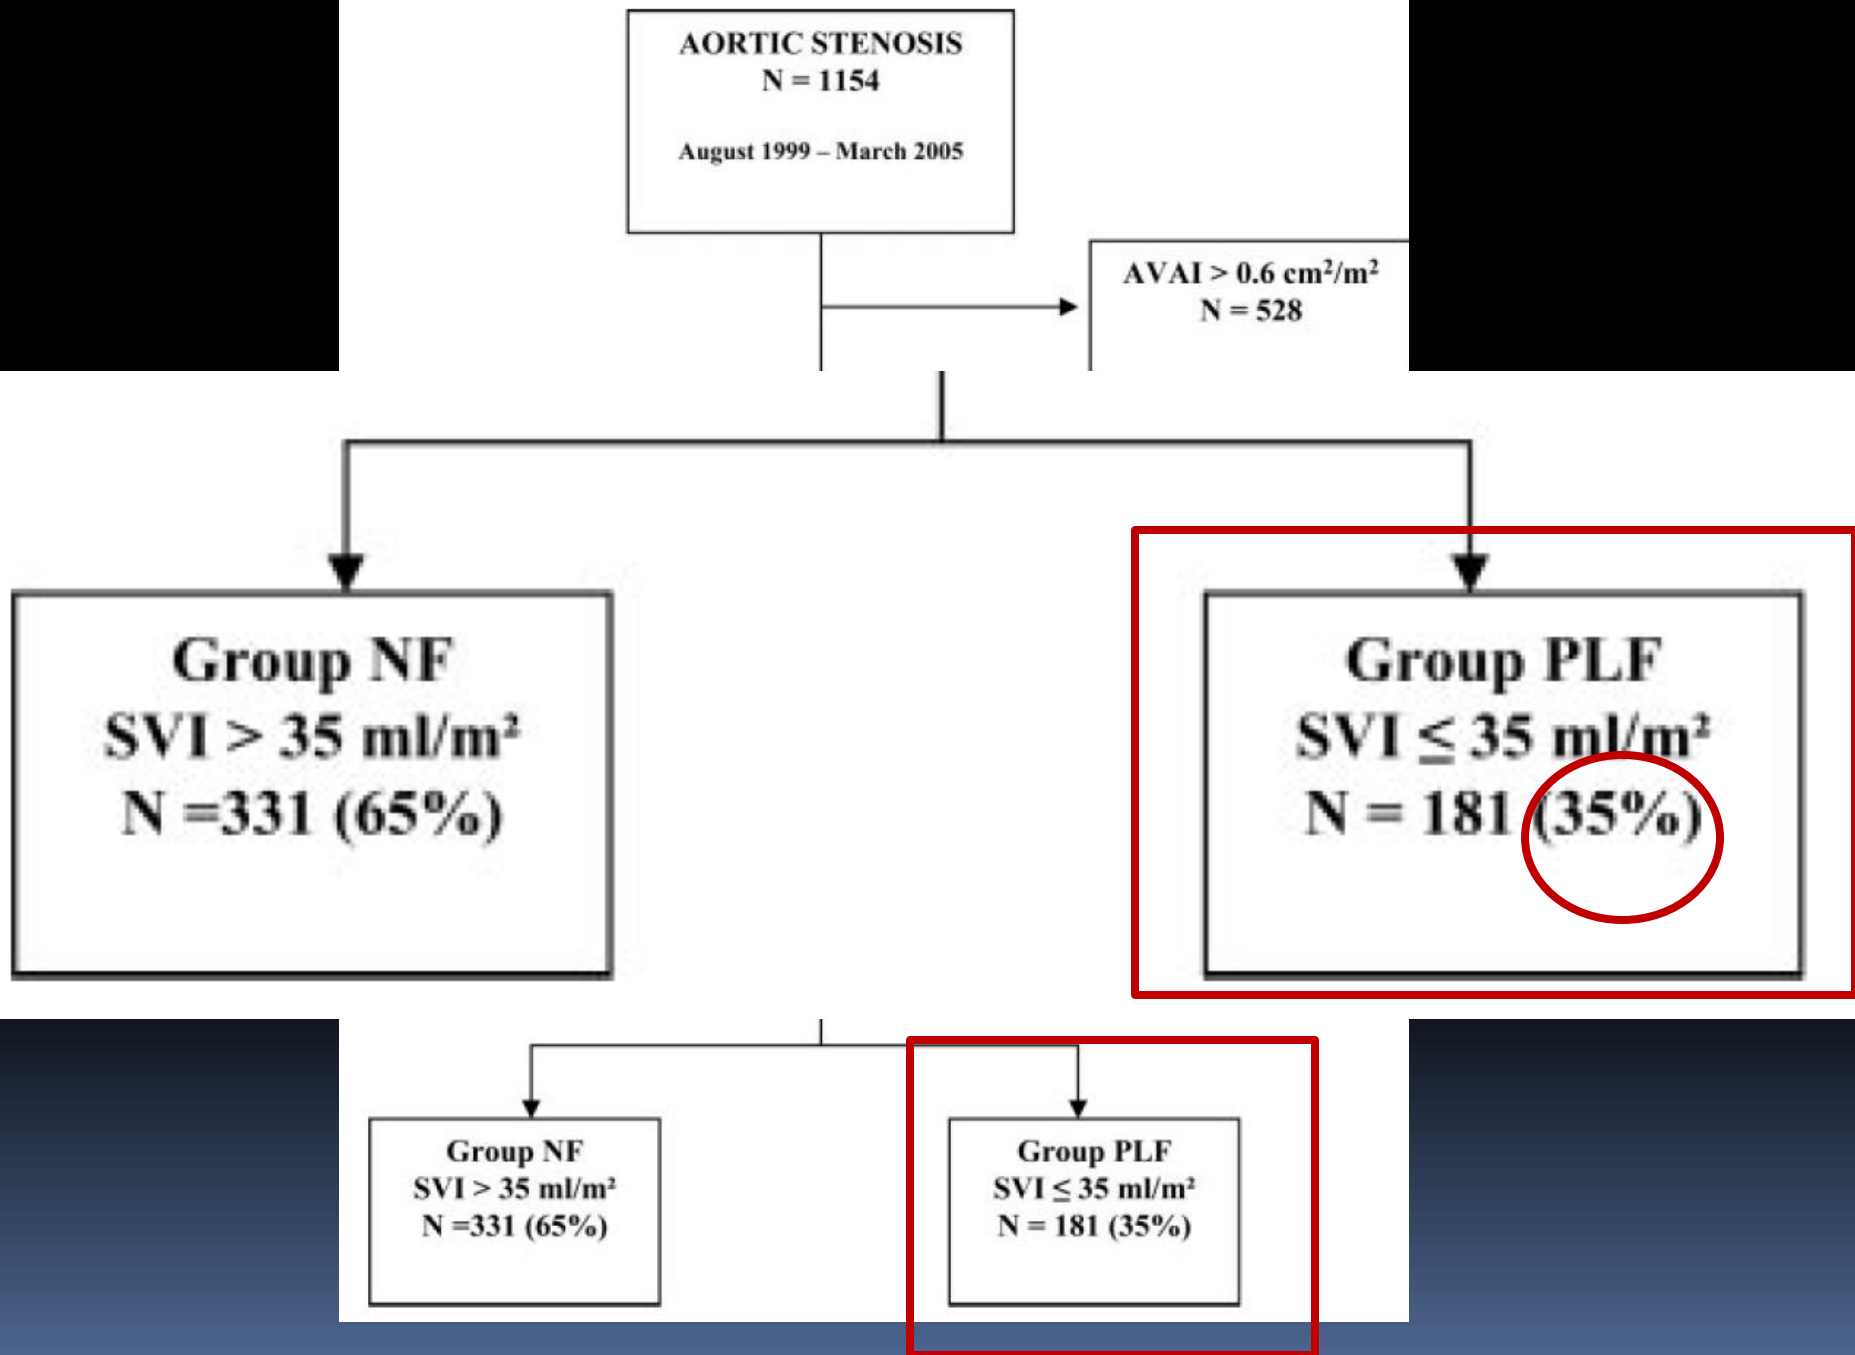 AORTIC STENOSIS
N = 1154
August 1999 – March 2005
AVAI > 0.6 cm²/m²
N = 528
Group NF
SVI > 35 ml/m²
N =331 (65%)
Group PLF
SVI ≤ 35 ml/m²
N = 181 (35%)
Group NF
SVI > 35 ml/m²
N =331 (65%)
Group PLF
SVI ≤ 35 ml/m²
N = 181 (35%)